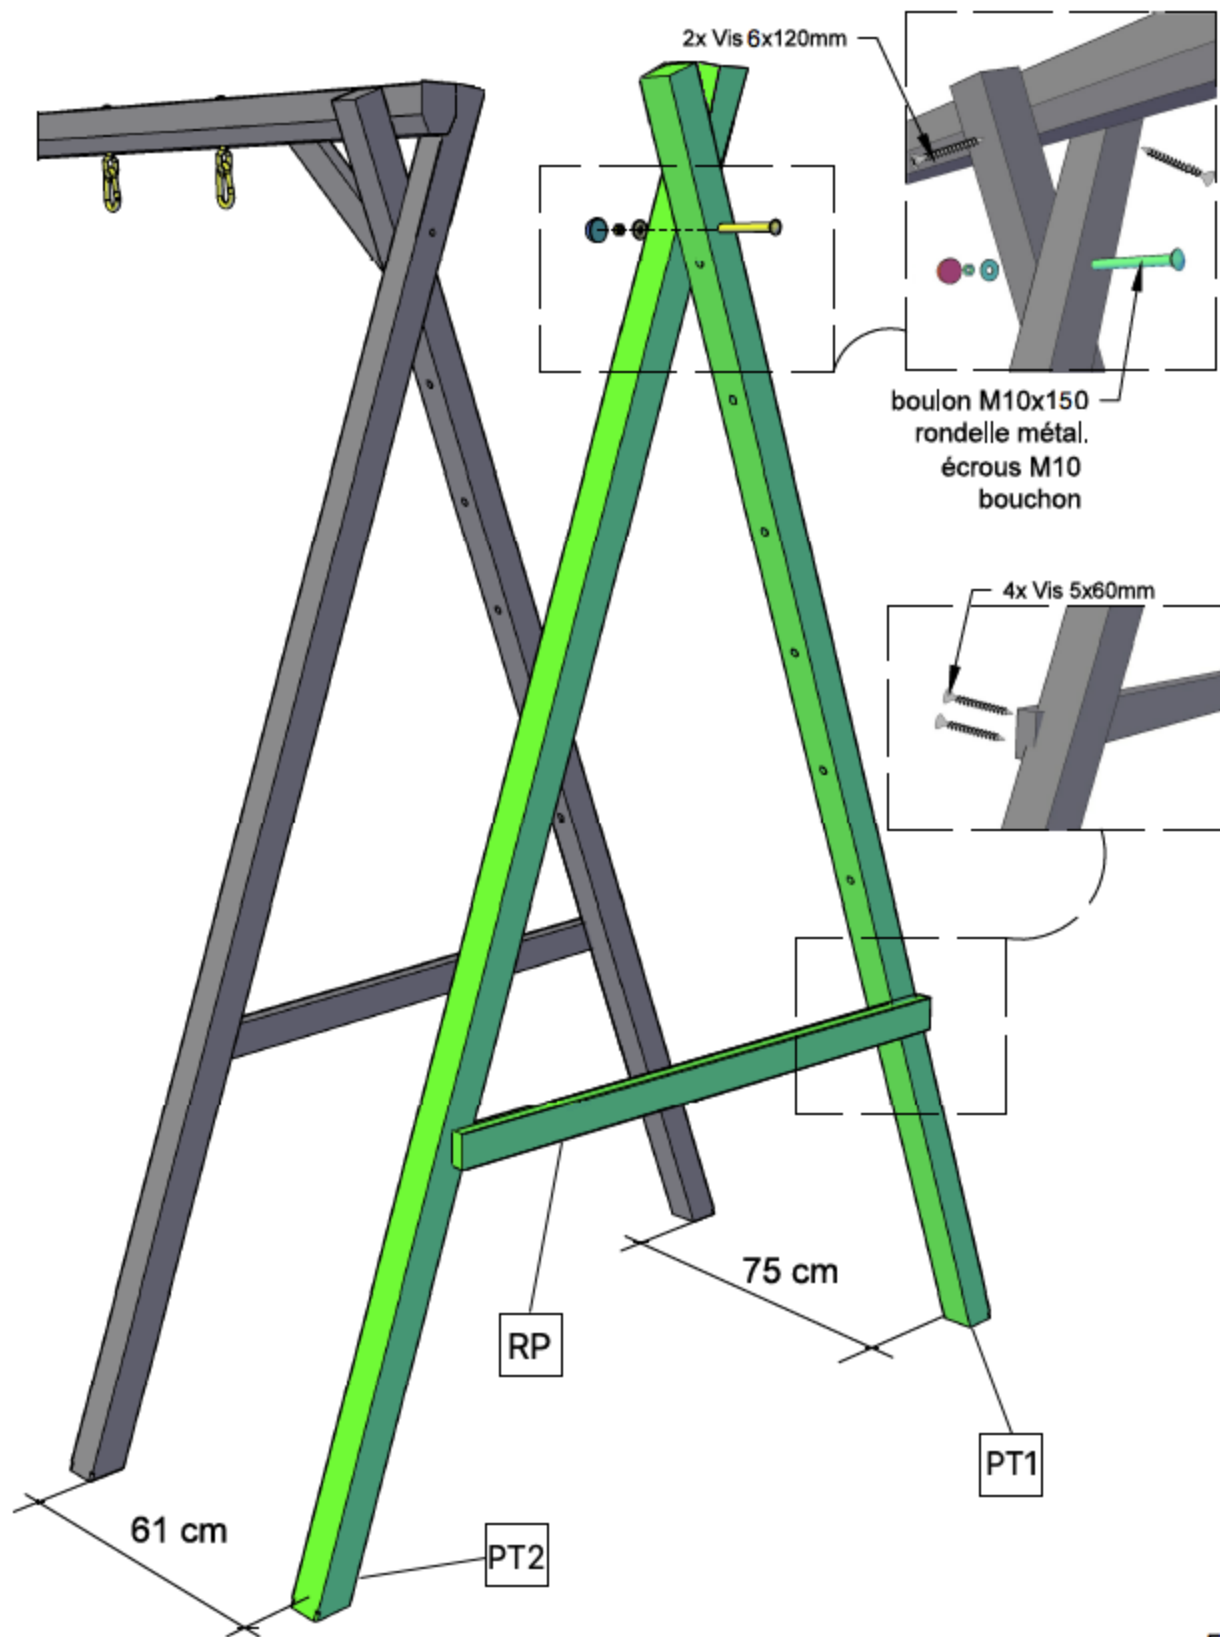 2x Vis 6x120mm
boulon M10x150
rondelle métal.
écrous M10
bouchon
4x Vis 5x60mm
75 cm
RP
PT1
61 cm
PT2